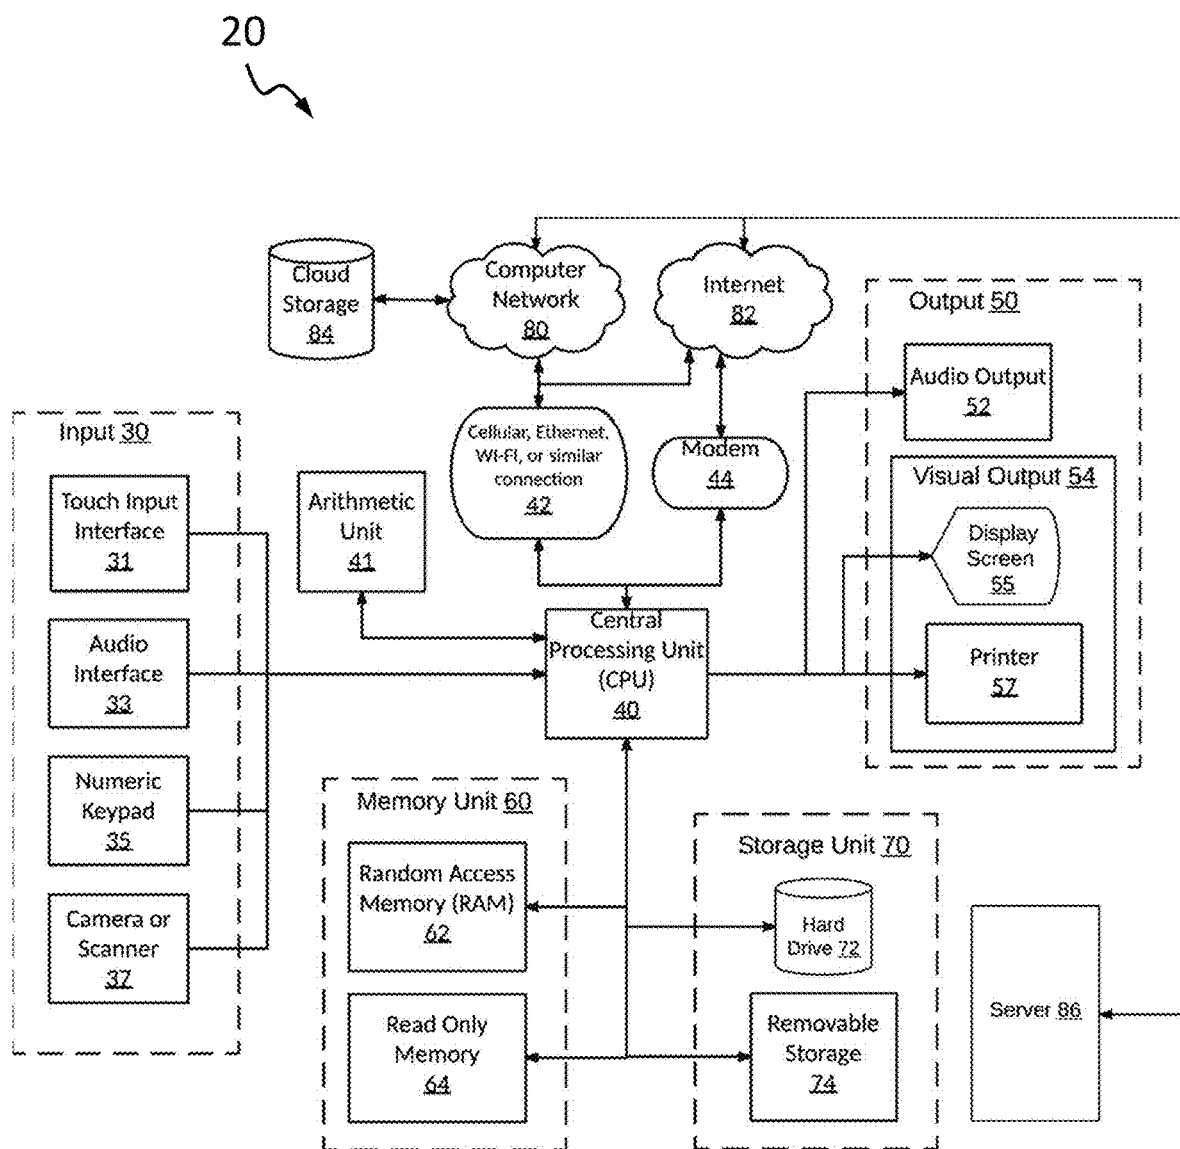 20
Cloud
Storage
84
Computer
Network
80
Internet
82
Output 50
Audio Output
52
Visual Output 54
Display
Screen
55
Printer
57
Input 30
Touch Input
Interface
31
Audio
Interface
33
Numeric
Keypad
35
Camera or
Scanner
37
Arithmetic
Unit
41
Cellular, Ethernet,
WI-FI, or similar
connection
42
Modem
44
Central
Processing Unit
(CPU)
40
Memory Unit 60
Random Access
Memory (RAM)
62
Read Only
Memory
64
Storage Unit 70
Hard
Drive 72
Removable
Storage
74
Server 86